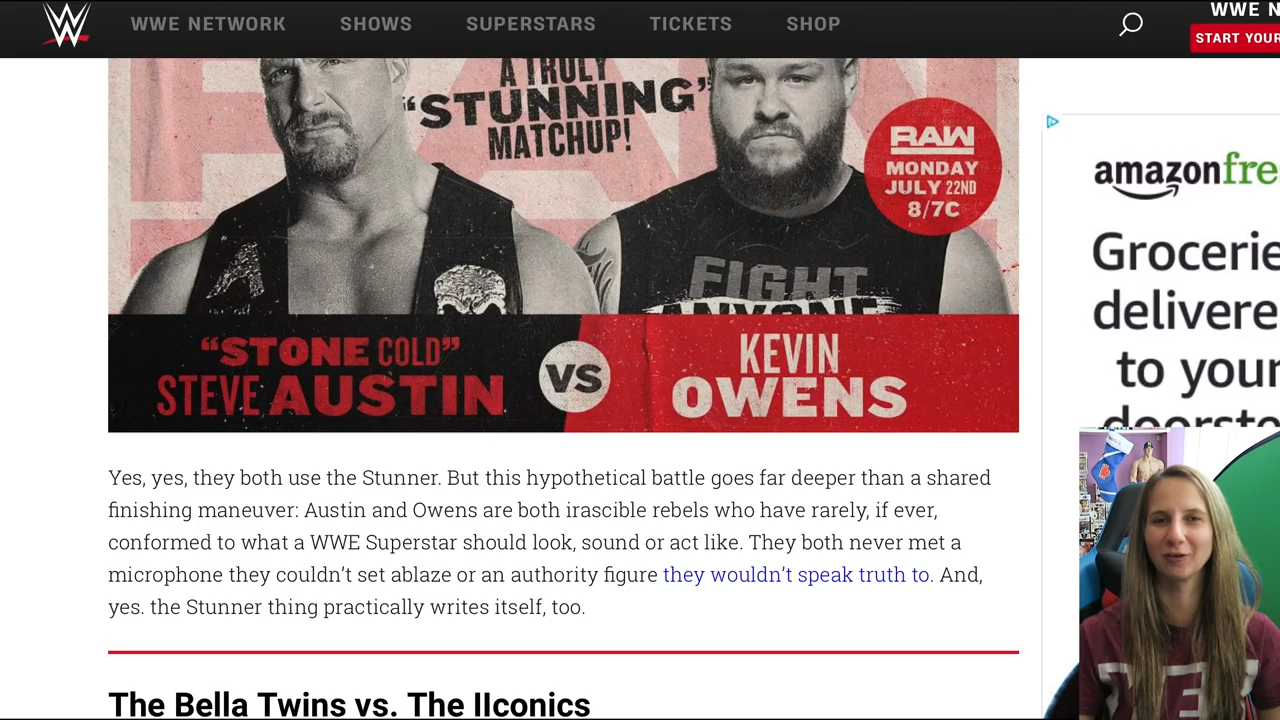 WWE NETWORK
SHOWS
SUPERSTARS
TICKETS
SHOP
WWE N
START YOUR
A TRULY
“STUNNING”
MATCHUP!
RAW
MONDAY
JULY 22ND
8/7C
FIGHT
ANYONE
“STONE COLD”
STEVE AUSTIN
VS
KEVIN
OWENS
amazonfre
Groceries
delivere
to your
doorste
Yes, yes, they both use the Stunner. But this hypothetical battle goes far deeper than a shared
finishing maneuver: Austin and Owens are both irascible rebels who have rarely, if ever,
conformed to what a WWE Superstar should look, sound or act like. They both never met a
microphone they couldn’t set ablaze or an authority figure they wouldn’t speak truth to. And,
yes. the Stunner thing practically writes itself, too.
The Bella Twins vs. The IIconics